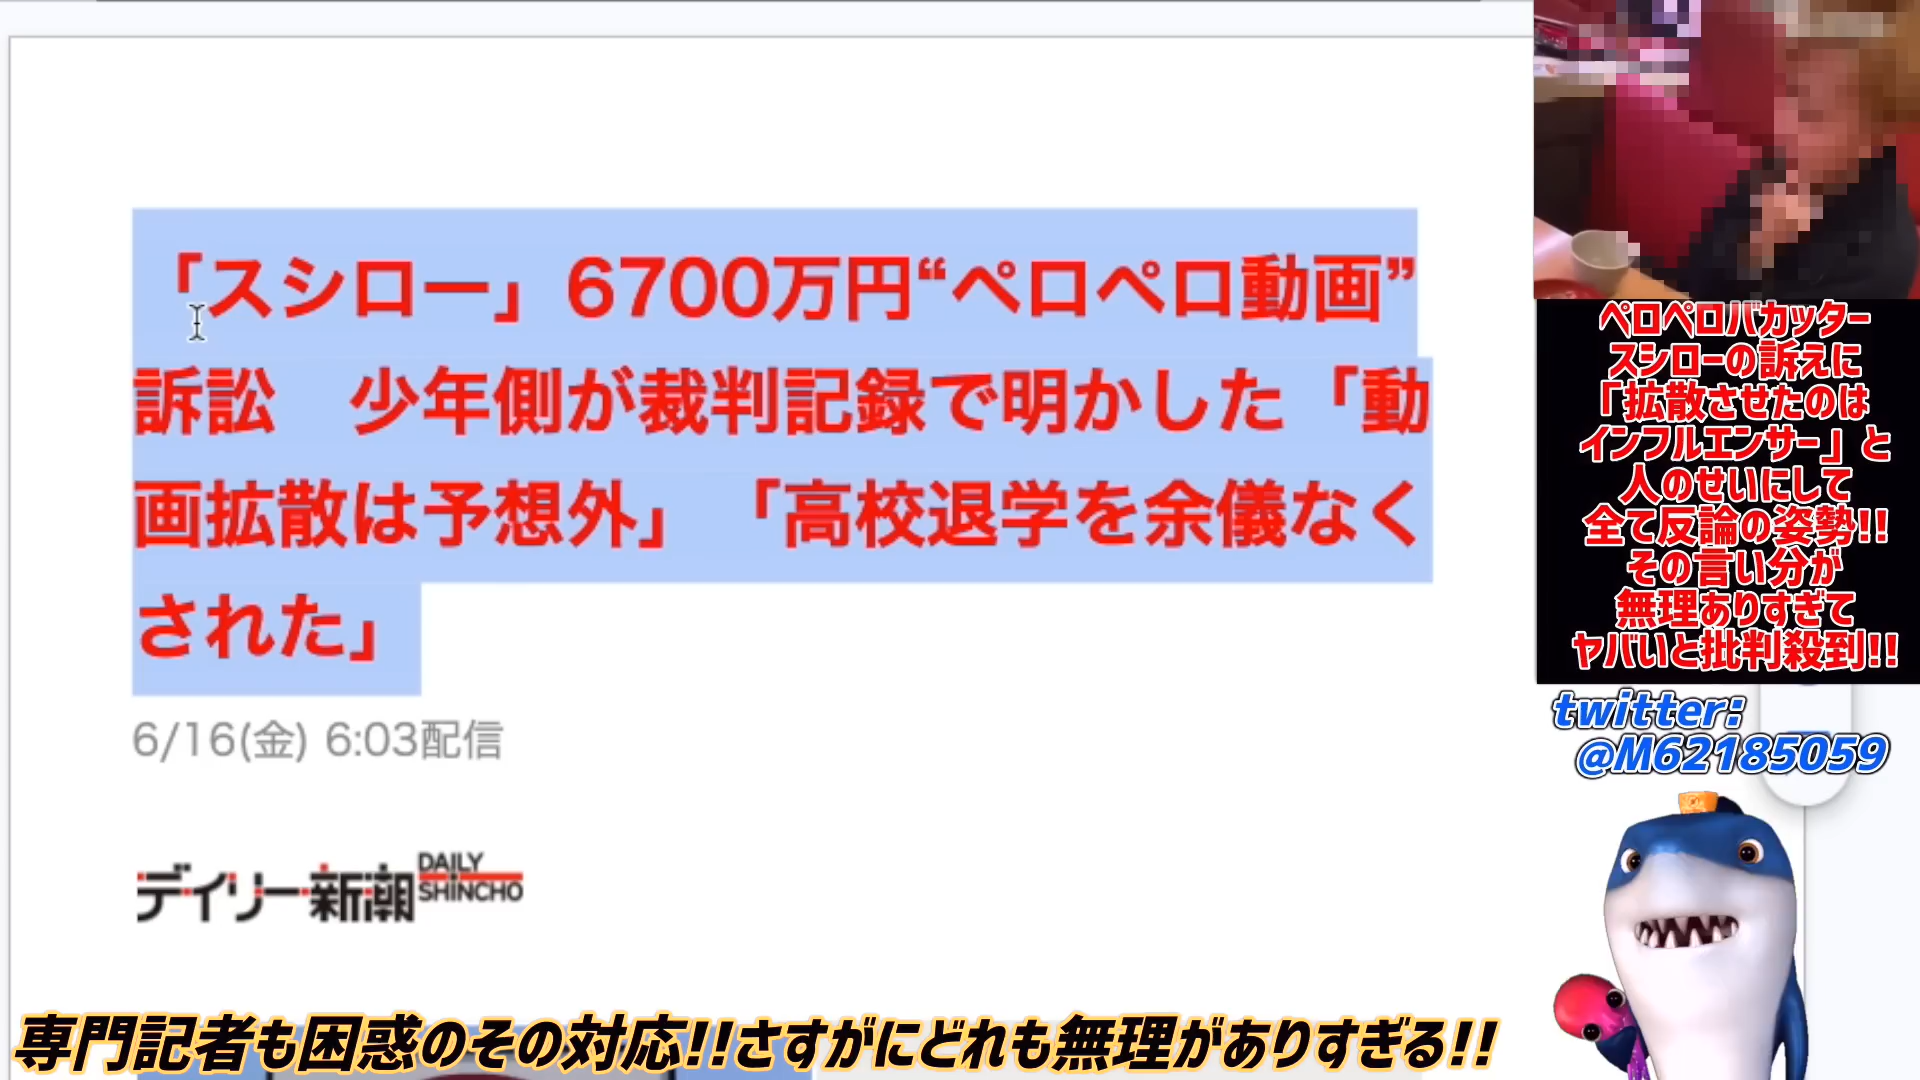 「スシロー」6700万円“ペロペロ動画”
訴訟　少年側が裁判記録で明かした「動
画拡散は予想外」「高校退学を余儀なく
された」
6/16(金) 6:03配信
デイリー新潮
DAILY
SHINCHO
ペロペロバカッター
スシローの訴えに
「拡散させたのは
インフルエンサー」と
人のせいにして
全て反論の姿勢!!
その言い分が
無理ありすぎて
ヤバいと批判殺到!!
twitter:
@M62185059
専門記者も困惑のその対応!!さすがにどれも無理がありすぎる!!